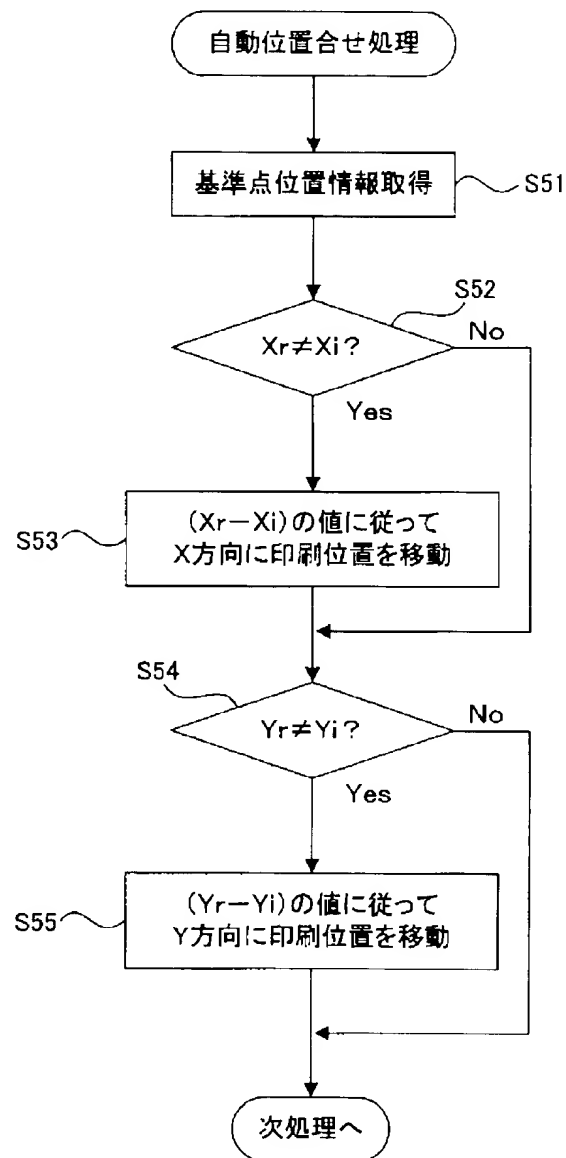 自動位置合せ処理
基準点位置情報取得
S51
S52
Xr≠Xi?
No
Yes
S53
(Xr－Xi)の値に従って
X方向に印刷位置を移動
S54
Yr≠Yi?
No
Yes
S55
(Yr－Yi)の値に従って
Y方向に印刷位置を移動
次処理へ